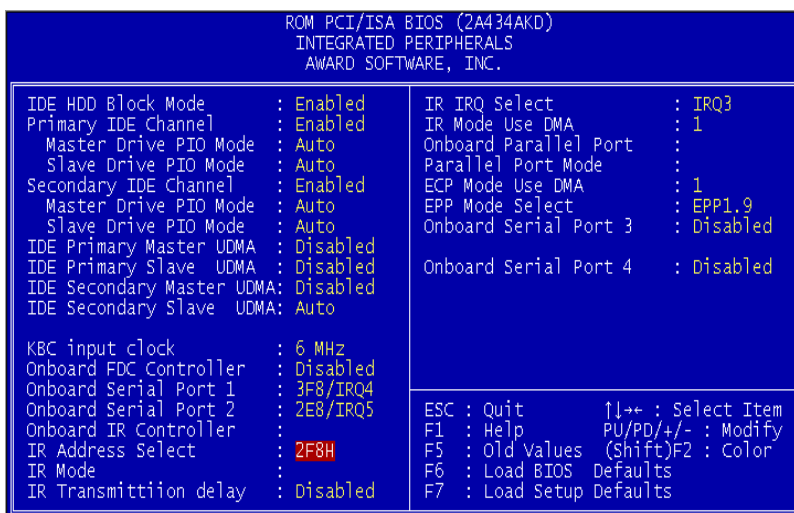 ROM PCI/ISA BIOS (2A434AKD)
INTEGRATED PERIPHERALS
AWARD SOFTWARE, INC.
IDE HDD Block Mode : Enabled
Primary IDE Channel : Enabled
Master Drive PIO Mode : Auto
Slave Drive PIO Mode : Auto
Secondary IDE Channel : Enabled
Master Drive PIO Mode : Auto
Slave Drive PIO Mode : Auto
IDE Primary Master UDMA : Disabled
IDE Primary Slave UDMA : Disabled
IDE Secondary Master UDMA: Disabled
IDE Secondary Slave UDMA: Auto
KBC input clock : 6 MHz
Onboard FDC Controller : Disabled
Onboard Serial Port 1 : 3F8/IRQ4
Onboard Serial Port 2 : 2E8/IRQ5
Onboard IR Controller :
IR Address Select : 2F8H
IR Mode :
IR Transmittiion delay : Disabled
IR IRQ Select : IRQ3
IR Mode Use DMA : 1
Onboard Parallel Port :
Parallel Port Mode :
ECP Mode Use DMA : 1
EPP Mode Select : EPP1.9
Onboard Serial Port 3 : Disabled
Onboard Serial Port 4 : Disabled
ESC : Quit ↑↓→← : Select Item
F1 : Help PU/PD/+/- : Modify
F5 : Old Values (Shift)F2 : Color
F6 : Load BIOS Defaults
F7 : Load Setup Defaults